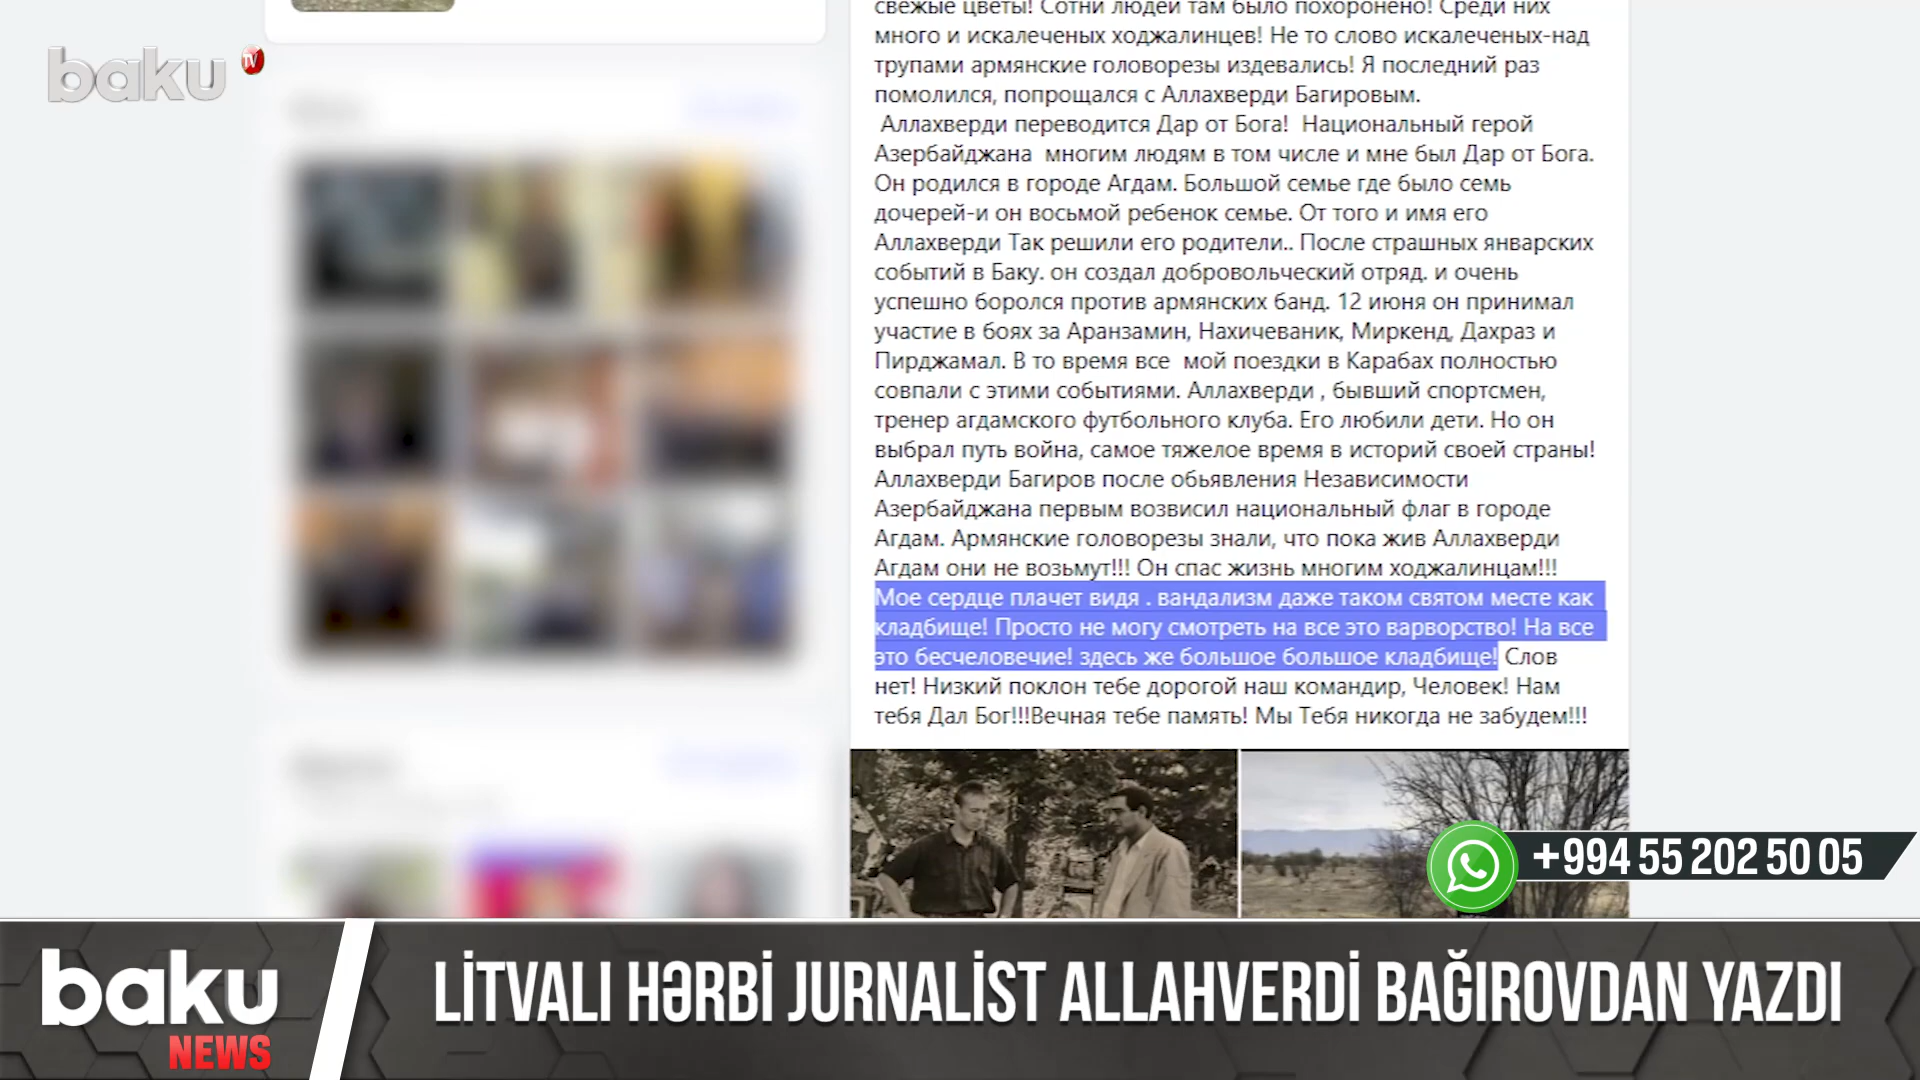 baku TV
свежые цветы! Сотни людей там было похоронено! Среди них
много и искалеченых ходжалинцев! Не то слово искалеченых-над
трупами армянские головорезы издевались! Я последний раз
помолился, попрощался с Аллахверди Багировым.
Аллахверди переводится Дар от Бога! Национальный герой
Азербайджана многим людям в том числе и мне был Дар от Бога.
Он родился в городе Агдам. Большой семье где было семь
дочерей-и он восьмой ребенок семье. От того и имя его
Аллахверди Так решили его родители.. После страшных январских
событий в Баку. он создал добровольческий отряд. и очень
успешно боролся против армянских банд. 12 июня он принимал
участие в боях за Аранзамин, Нахичеваник, Миркенд, Дахраз и
Пирджамал. В то время все мой поездки в Карабах полностью
совпали с этими событиями. Аллахверди , бывший спортсмен,
тренер агдамского футбольного клуба. Его любили дети. Но он
выбрал путь война, самое тяжелое время в историй своей страны!
Аллахверди Багиров после обьявления Независимости
Азербайджана первым возвисил национальный флаг в городе
Агдам. Армянские головорезы знали, что пока жив Аллахверди
Агдам они не возьмут!!! Он спас жизнь многим ходжалинцам!!!
Мое сердце плачет видя . вандализм даже таком святом месте как
кладбище! Просто не могу смотреть на все это варворство! На все
это бесчеловечие! здесь же большое большое кладбище! Слов
нет! Низкий поклон тебе дорогой наш командир, Человек! Нам
тебя Дал Бог!!!Вечная тебе память! Мы Тебя никогда не забудем!!!
+994 55 202 50 05
baku
NEWS
LİTVALI HƏRBİ JURNALİST ALLAHVERDİ BAĞIROVDAN YAZDI